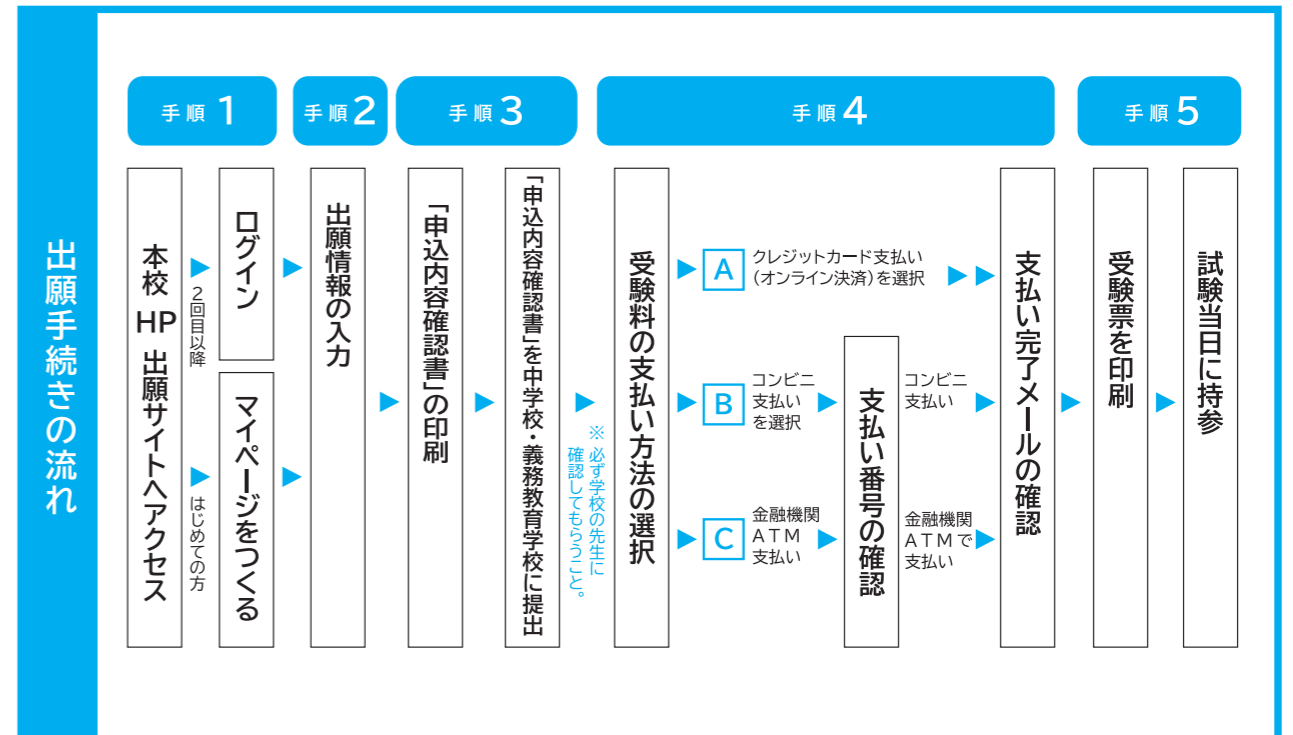 出願手続きの流れ
手順1
手順2
手順3
手順4
手順5
本校 HP 出願サイトへアクセス
2回目以降
はじめての方
ログイン
マイページをつくる
出願情報の入力
「申込内容確認書」の印刷
「申込内容確認書」を中学校・義務教育学校に提出
※ 必ず学校の先生に
確認してもらうこと。
受験料の支払い方法の選択
A
クレジットカード支払い
(オンライン決済)を選択
B
コンビニ
支払い
を選択
C
金融機関
ATM
支払い
支払い番号の確認
コンビニ
支払い
金融機関
ATMで
支払い
支払い完了メールの確認
受験票を印刷
試験当日に持参